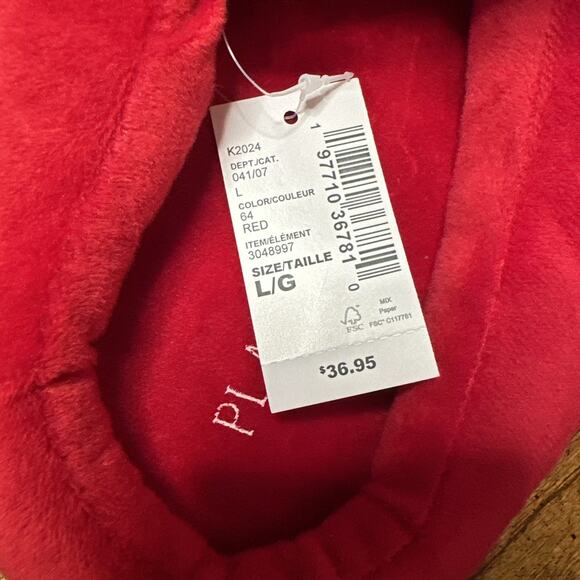 K2024
DEPT./CAT.
041/07
L
COLOR/COULEUR
64
RED
ITEM/ÉLÉMENT
3048997
SIZE/TAILLE
L/G
1 97710 36781 0
FSC
MIX
Paper
FSC® C117761
$36.95
PLA